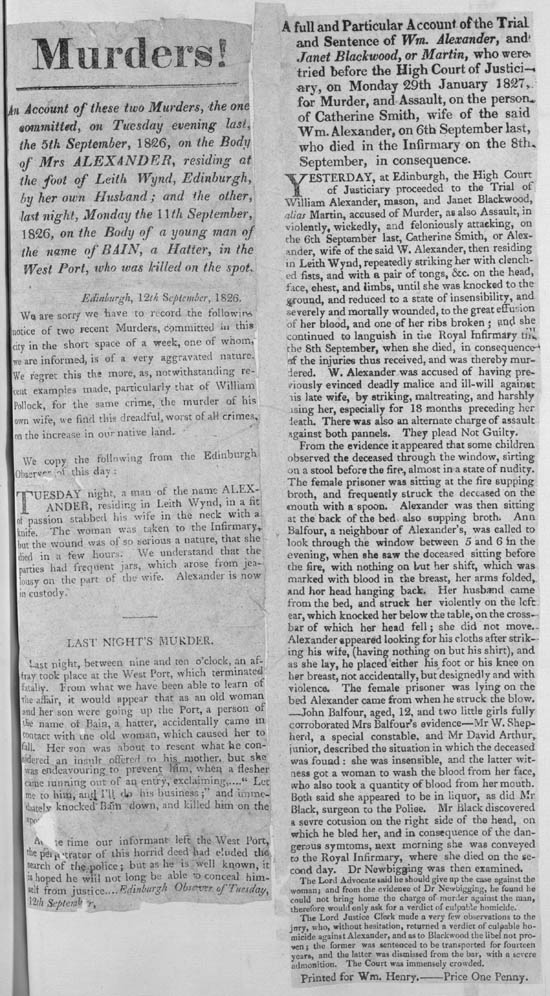 Murders!
An Account of these two Murders, the one
committed, on Tuesday evening last,
the 5th September, 1826, on the Body
of Mrs ALEXANDER, residing at
the foot of Leith Wynd, Edinburgh,
by her own Husband; and the other,
last night, Monday the 11th September,
1826, on the Body of a young man of
the name of BAIN, a Hatter, in the
West Port, who was killed on the spot.
Edinburgh, 12th September, 1826.
We are sorry we have to record the following
notice of two recent Murders, committed in this
city in the short space of a week, one of whom,
we are informed, is of a very aggravated nature.
We regret this the more, as, notwithstanding re-
cent examples made, particularly that of William
Pollock, for the same crime, the murder of his
own wife, we find this dreadful, worst of all crimes,
on the increase in our native land.
We copy the following from the Edinburgh
Observer of this day:
TUESDAY night, a man of the name ALEX-
ANDER, residing in Leith Wynd, in a fit
of passion stabbed his wife in the neck with a
knife. The woman was taken to the Infirmary,
but the wound was of so serious a nature, that she
died in a few hours. We understand that the
parties had frequent jars, which arose from jea-
lousy on the part of the wife. Alexander is now
in custody.
LAST NIGHT'S MURDER.
Last night, between nine and ten o'clock, an af-
fray took place at the West Port, which terminated
fatally. From what we have been able to learn of
the affair, it would appear that as an old woman
and her son were going up the Port, a person of
the name of Bain, a hatter, accidentally came in
contact with one old woman, which caused her to
fall. Her son was about to resent what he con-
sidered an insult offered to his mother, but she
was endeavouring to prevent him, when a flesher
came running out of an entry, exclaiming,...."Let
me to him, and I'll do his business;" and imme-
diately knocked Bain down, and killed him on the
spot.
At the time our informant left the West Port,
the perpetrator of this horrid deed had eluded the
search of the police; but as he is well known, it
is hoped he will not long be able to conceal him-
self from justice....Edinburgh Observer of Tuesday,
12th September,
A full and Particular Account of the Trial
and Sentence of Wm. Alexander, and
Janet Blackwood, or Martin, who were
tried before the High Court of Justici-
ary, on Monday 29th January 1827,
for Murder, and Assault, on the person
of Catherine Smith, wife of the said
Wm. Alexander, on 6th September last,
who died in the Infirmary on the 8th
September, in consequence.
YESTERDAY, at Edinburgh, the High Court
of Justiciary proceeded to the Trial of
William Alexander, mason, and Janet Blackwood,
alias Martin, accused of Murder, as also Assault, in
violently, wickedly, and feloniously attacking, on
the 6th September last, Catherine Smith, or Alex-
ander, wife of the said W. Alexander, then residing
in Leith Wynd, repeatedly striking her with clench-
ed fists, and with a pair of tongs, &c. on the head,
face, chest, and limbs, until she was knocked to the
ground, and reduced to a state of insensibility, and
severely and mortally wounded, to the great effusion
of her blood, and one of her ribs broken; and she
continued to languish in the Royal Infirmary till
the 8th September, when she died, in consequence
of the injuries thus received, and was thereby mur-
dered. W. Alexander was accused of having pre-
viously evinced deadly malice and ill-will against
his late wife, by striking, maltreating, and harshly
using her, especially for 18 months preceding her
death. There was also an alternate charge of assault
against both pannels. They plead Not Guilty.
From the evidence it appeared that some children
observed the deceased through the window, sitting
on a stool before the fire, almost in a state of nudity.
The female prisoner was sitting at the fire supping
broth, and frequently struck the deceased on the
mouth with a spoon. Alexander was then sitting
at the back of the bed also supping broth. Ann
Balfour, a neighbour of Alexander's, was called to
look through the window between 5 and 6 in the
evening, when she saw the deceased sitting before
the fire, with nothing on but her shift, which was
marked with blood in the breast, her arms folded,
and hor head hanging back. Her husband came
from the bed, and struck her violently on the left
ear, which knocked her below the table, on the cross-
bar of which her head fell; she did not move.
Alexander appeared looking for his cloths after strik-
ing his wife, (having nothing on but his shirt), and
as she lay, he placed either his foot or his knee on
her breast, not accidentally, but designedly and with
violence. The female prisoner was lying on the
bed Alexander came from when he struck the blow.
—John Balfour, aged, 12, and two little girls fully
corroborated Mrs Balfour's evidence—Mr W. Shep-
herd, a special constable, and Mr David Arthur,
junior, described the situation in which the deceased
was found: she was insensible, and the latter wit-
ness got a woman to wash the blood from her face,
who also took a quantity of blood from her mouth.
Both said she appeared to be in liquor, as did Mr
Black, surgeon to the Poliee. Mr Black discovered
a sevre cotusion on the right side of the head, on
which he bled her, and in consequence of the dan-
gerous symtoms, next morning she was conveyed
to the Royal Infirmary, where she died on the se-
cond day. Dr Newbigging was then examined.
The Lord Advocate said he should give up the case against the
woman; and from the evidence of Dr Newbigging, he found he
could not bring home the charge of murder against the man,
therefore would only ask for a verdict of culpable homicide.
The Lord Justice Clerk made a very few observations to the
jury, who, without hesitation, returned a verdict of culpable ho-
micide against Alexander, and as to Blackwood the libel not pro-
ven; the former was sentenced to be transported for fourteen
years, and the latter was dismissed from the bar, with a severe
admonition. The Court was immensely crowded.
Printed for Wm. Henry.——Price One Penny.